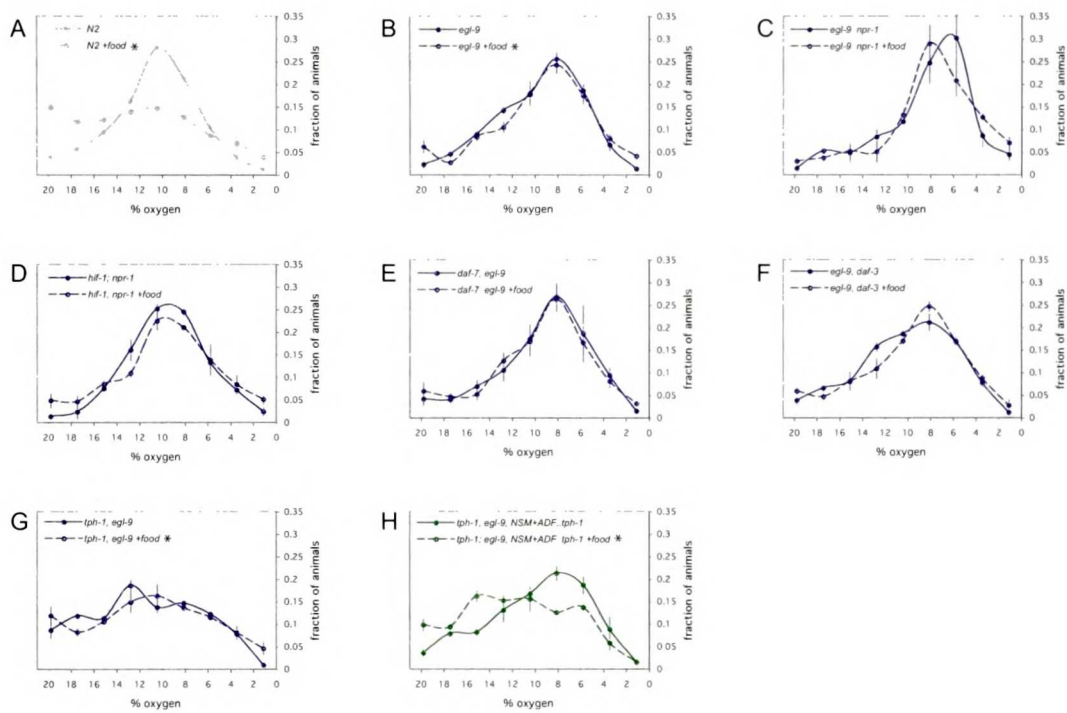 A
N2
N2 +food *
0.35
0.3
0.25
0.2
0.15
0.1
0.05
0
fraction of animals
20 18 16 14 12 10 8 6 4 2 0
% oxygen
B
egl-9
egl-9 +food *
0.35
0.3
0.25
0.2
0.15
0.1
0.05
0
fraction of animals
20 18 16 14 12 10 8 6 4 2 0
% oxygen
C
egl-9 npr-1
egl-9 npr-1 +food
0.35
0.3
0.25
0.2
0.15
0.1
0.05
0
fraction of animals
20 18 16 14 12 10 8 6 4 2 0
% oxygen
D
hif-1; npr-1
hif-1, npr-1 +food
0.35
0.3
0.25
0.2
0.15
0.1
0.05
0
fraction of animals
20 18 16 14 12 10 8 6 4 2 0
% oxygen
E
daf-7, egl-9
daf-7 egl-9 +food
0.35
0.3
0.25
0.2
0.15
0.1
0.05
0
fraction of animals
20 18 16 14 12 10 8 6 4 2 0
% oxygen
F
egl-9, daf-3
egl-9, daf-3 +food
0.35
0.3
0.25
0.2
0.15
0.1
0.05
0
fraction of animals
20 18 16 14 12 10 8 6 4 2 0
% oxygen
G
tph-1, egl-9
tph-1, egl-9 +food *
0.35
0.3
0.25
0.2
0.15
0.1
0.05
0
fraction of animals
20 18 16 14 12 10 8 6 4 2 0
% oxygen
H
tph-1, egl-9, NSM+ADF..tph-1
tph-1; egl-9, NSM+ADF tph-1 +food *
0.35
0.3
0.25
0.2
0.15
0.1
0.05
0
fraction of animals
20 18 16 14 12 10 8 6 4 2 0
% oxygen